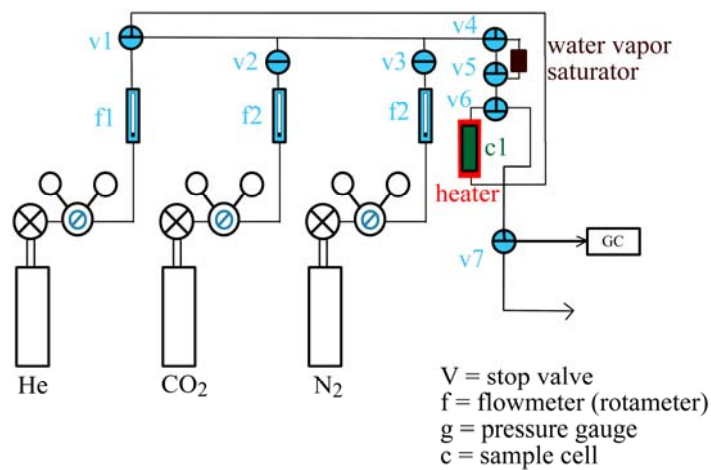 v1
v2
v3
v4
v5
v6
water vapor
saturator
f1
f2
f2
c1
heater
v7
GC
He
CO₂
N₂
V = stop valve
f = flowmeter (rotameter)
g = pressure gauge
c = sample cell